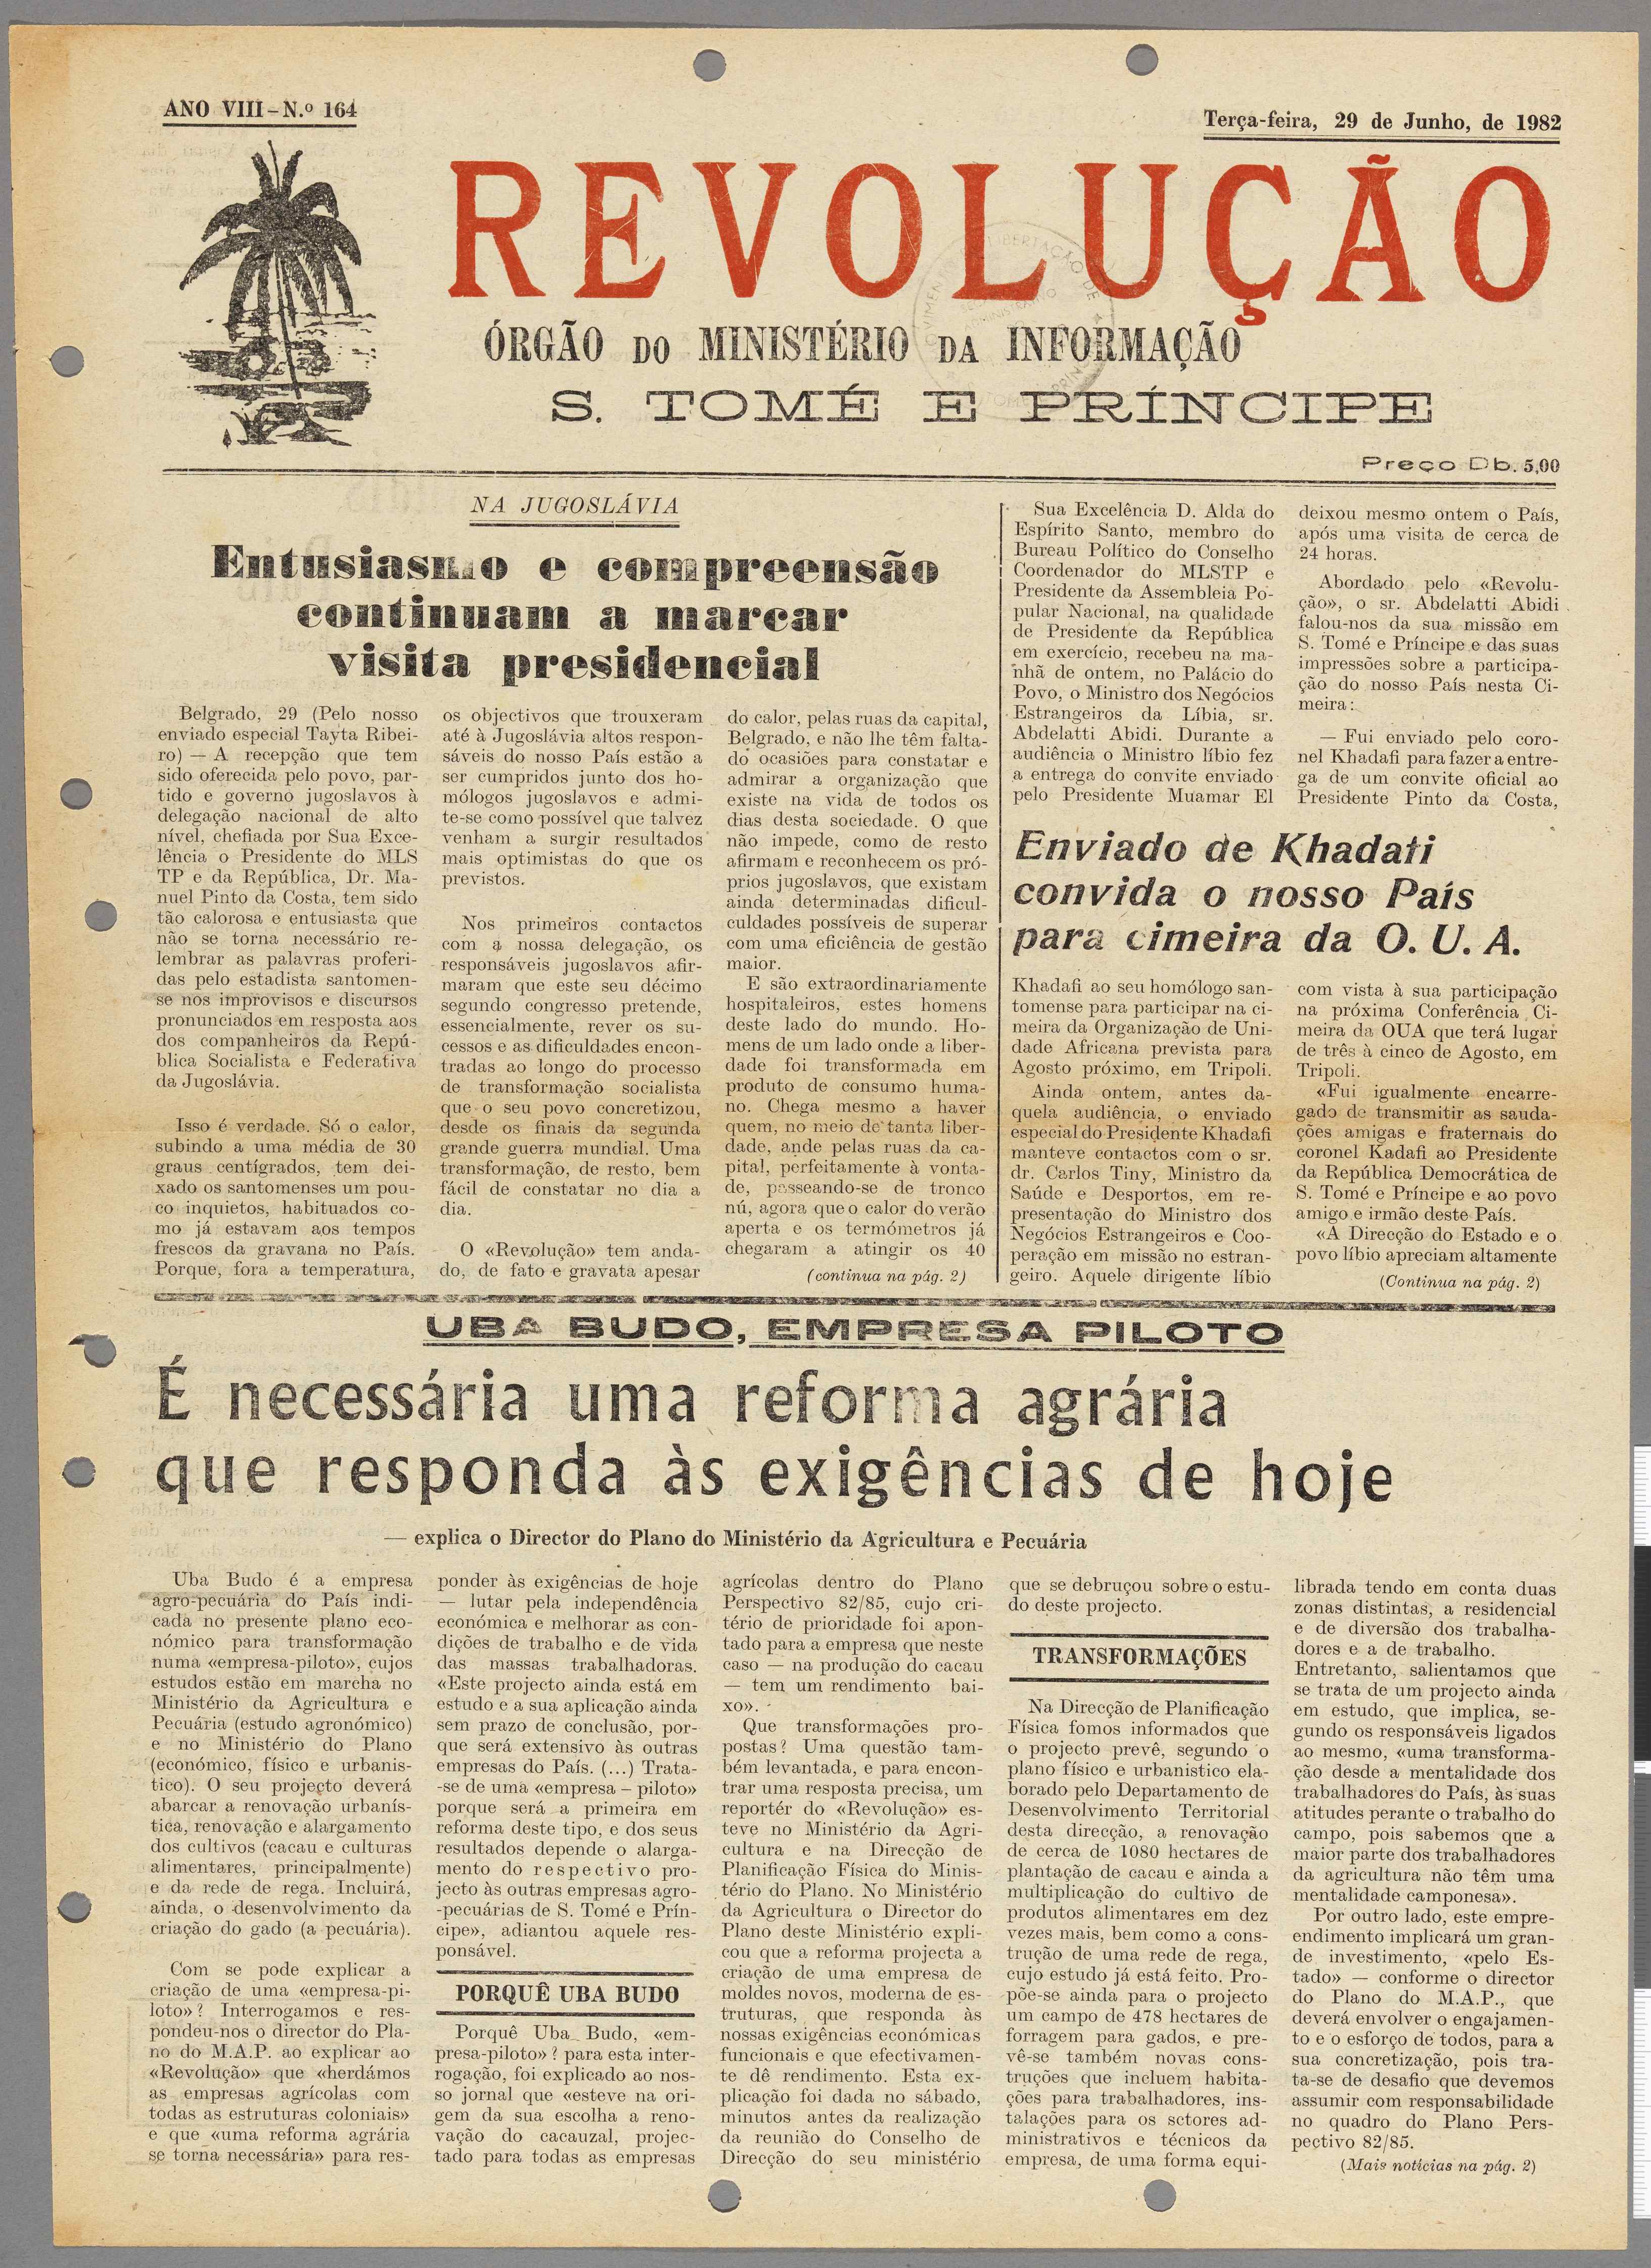 ANO VIII – N.º 164
Terça-feira, 29 de Junho, de 1982
REVOLUÇÃO
ÓRGÃO DO MINISTÉRIO DA INFORMAÇÃO
S. TOMÉ E PRÍNCIPE
Preço Db. 5,00
NA JUGOSLÁVIA
Entusiasmo e compreensão
continuam a marcar
visita presidencial
Belgrado, 29 (Pelo nosso
enviado especial Tayta Ribei-
ro) — A recepção que tem
sido oferecida pelo povo, par-
tido e governo jugoslavos à
delegação nacional de alto
nível, chefiada por Sua Exce-
lência o Presidente do MLS
TP e da República, Dr. Ma-
nuel Pinto da Costa, tem sido
tão calorosa e entusiasta que
não se torna necessário re-
lembrar as palavras proferi-
das pelo estadista santomen-
se nos improvisos e discursos
pronunciados em resposta aos
dos companheiros da Repú-
blica Socialista e Federativa
da Jugoslávia.
Isso é verdade. Só o calor,
subindo a uma média de 30
graus centígrados, tem dei-
xado os santomenses um pou-
co inquietos, habituados co-
mo já estavam aos tempos
frescos da gravana no País.
Porque, fora a temperatura,
os objectivos que trouxeram
até à Jugoslávia altos respon-
sáveis do nosso País estão a
ser cumpridos junto dos ho-
mólogos jugoslavos e admi-
te-se como possível que talvez
venham a surgir resultados
mais optimistas do que os
previstos.
Nos primeiros contactos
com a nossa delegação, os
responsáveis jugoslavos afir-
maram que este seu décimo
segundo congresso pretende,
essencialmente, rever os su-
cessos e as dificuldades encon-
tradas ao longo do processo
de transformação socialista
que o seu povo concretizou,
desde os finais da segunda
grande guerra mundial. Uma
transformação, de resto, bem
fácil de constatar no dia a
dia.
O «Revolução» tem anda-
do, de fato e gravata apesar
do calor, pelas ruas da capital,
Belgrado, e não lhe têm falta-
do ocasiões para constatar e
admirar a organização que
existe na vida de todos os
dias desta sociedade. O que
não impede, como de resto
afirmam e reconhecem os pró-
prios jugoslavos, que existam
ainda determinadas dificul-
culdades possíveis de superar
com uma eficiência de gestão
maior.
E são extraordinariamente
hospitaleiros, estes homens
deste lado do mundo. Ho-
mens de um lado onde a liber-
dade foi transformada em
produto de consumo huma-
no. Chega mesmo a haver
quem, no meio de tanta liber-
dade, ande pelas ruas da ca-
pital, perfeitamente à vonta-
de, passeando-se de tronco
nú, agora que o calor do verão
aperta e os termómetros já
chegaram a atingir os 40
(continua na pág. 2)
Sua Excelência D. Alda do
Espírito Santo, membro do
Bureau Político do Conselho
Coordenador do MLSTP e
Presidente da Assembleia Po-
pular Nacional, na qualidade
de Presidente da República
em exercício, recebeu na ma-
nhã de ontem, no Palácio do
Povo, o Ministro dos Negócios
Estrangeiros da Líbia, sr.
Abdelatti Abidi. Durante a
audiência o Ministro líbio fez
a entrega do convite enviado
pelo Presidente Muamar El
deixou mesmo ontem o País,
após uma visita de cerca de
24 horas.
Abordado pelo «Revolu-
ção», o sr. Abdelatti Abidi
falou-nos da sua missão em
S. Tomé e Príncipe e das suas
impressões sobre a participa-
ção do nosso País nesta Ci-
meira:
— Fui enviado pelo coro-
nel Khadafi para fazer a entre-
ga de um convite oficial ao
Presidente Pinto da Costa,
Enviado de Khadafi
convida o nosso País
para cimeira da O. U. A.
Khadafi ao seu homólogo san-
tomense para participar na ci-
meira da Organização de Uni-
dade Africana prevista para
Agosto próximo, em Tripoli.
Ainda ontem, antes da-
quela audiência, o enviado
especial do Presidente Khadafi
manteve contactos com o sr.
dr. Carlos Tiny, Ministro da
Saúde e Desportos, em re-
presentação do Ministro dos
Negócios Estrangeiros e Coo-
peração em missão no estran-
geiro. Aquele dirigente líbio
com vista à sua participação
na próxima Conferência Ci-
meira da OUA que terá lugar
de três à cinco de Agosto, em
Tripoli.
«Fui igualmente encarre-
gado de transmitir as sauda-
ções amigas e fraternais do
coronel Kadafi ao Presidente
da República Democrática de
S. Tomé e Príncipe e ao povo
amigo e irmão deste País.
«A Direcção do Estado e o
povo líbio apreciam altamente
(Continua na pág. 2)
UBA BUDO, EMPRESA PILOTO
É necessária uma reforma agrária
que responda às exigências de hoje
— explica o Director do Plano do Ministério da Agricultura e Pecuária
Uba Budo é a empresa
agro-pecuária do País indi-
cada no presente plano eco-
nómico para transformação
numa «empresa-piloto», cujos
estudos estão em marcha no
Ministério da Agricultura e
Pecuária (estudo agronómico)
e no Ministério do Plano
(económico, físico e urbanis-
tico). O seu projecto deverá
abarcar a renovação urbanís-
tica, renovação e alargamento
dos cultivos (cacau e culturas
alimentares, principalmente)
e da rede de rega. Incluirá,
ainda, o desenvolvimento da
criação do gado (a pecuária).
Com se pode explicar a
criação de uma «empresa-pi-
loto»? Interrogamos e res-
pondeu-nos o director do Pla-
no do M.A.P. ao explicar ao
«Revolução» que «herdámos
as empresas agrícolas com
todas as estruturas coloniais»
e que «uma reforma agrária
se torna necessária» para res-
ponder às exigências de hoje
— lutar pela independência
económica e melhorar as con-
dições de trabalho e de vida
das massas trabalhadoras.
«Este projecto ainda está em
estudo e a sua aplicação ainda
sem prazo de conclusão, por-
que será extensivo às outras
empresas do País. (...) Trata-
-se de uma «empresa – piloto»
porque será a primeira em
reforma deste tipo, e dos seus
resultados depende o alarga-
mento do respectivo pro-
jecto às outras empresas agro-
-pecuárias de S. Tomé e Prín-
cipe», adiantou aquele res-
ponsável.
PORQUÊ UBA BUDO
Porquê Uba Budo, «em-
presa-piloto»? para esta inter-
rogação, foi explicado ao nos-
so jornal que «esteve na ori-
gem da sua escolha a reno-
vação do cacauzal, projec-
tado para todas as empresas
agrícolas dentro do Plano
Perspectivo 82/85, cujo cri-
tério de prioridade foi apon-
tado para a empresa que neste
caso — na produção do cacau
— tem um rendimento bai-
xo».
Que transformações pro-
postas? Uma questão tam-
bém levantada, e para encon-
trar uma resposta precisa, um
reportér do «Revolução» es-
teve no Ministério da Agri-
cultura e na Direcção de
Planificação Física do Minis-
tério do Plano. No Ministério
da Agricultura o Director do
Plano deste Ministério expli-
cou que a reforma projecta a
criação de uma empresa de
moldes novos, moderna de es-
truturas, que responda às
nossas exigências económicas
funcionais e que efectivamen-
te dê rendimento. Esta ex-
plicação foi dada no sábado,
minutos antes da realização
da reunião do Conselho de
Direcção do seu ministério
que se debruçou sobre o estu-
do deste projecto.
TRANSFORMAÇÕES
Na Direcção de Planificação
Física fomos informados que
o projecto prevê, segundo o
plano físico e urbanistico ela-
borado pelo Departamento de
Desenvolvimento Territorial
desta direcção, a renovação
de cerca de 1080 hectares de
plantação de cacau e ainda a
multiplicação do cultivo de
produtos alimentares em dez
vezes mais, bem como a cons-
trução de uma rede de rega,
cujo estudo já está feito. Pro-
põe-se ainda para o projecto
um campo de 478 hectares de
forragem para gados, e pre-
vê-se também novas cons-
truções que incluem habita-
ções para trabalhadores, ins-
talações para os sctores ad-
ministrativos e técnicos da
empresa, de uma forma equi-
librada tendo em conta duas
zonas distintas, a residencial
e de diversão dos trabalha-
dores e a de trabalho.
Entretanto, salientamos que
se trata de um projecto ainda
em estudo, que implica, se-
gundo os responsáveis ligados
ao mesmo, «uma transforma-
ção desde a mentalidade dos
trabalhadores do País, às suas
atitudes perante o trabalho do
campo, pois sabemos que a
maior parte dos trabalhadores
da agricultura não têm uma
mentalidade camponesa».
Por outro lado, este empre-
endimento implicará um gran-
de investimento, «pelo Es-
tado» — conforme o director
do Plano do M.A.P., que
deverá envolver o engajamen-
to e o esforço de todos, para a
sua concretização, pois tra-
ta-se de desafio que devemos
assumir com responsabilidade
no quadro do Plano Pers-
pectivo 82/85.
(Mais notícias na pág. 2)